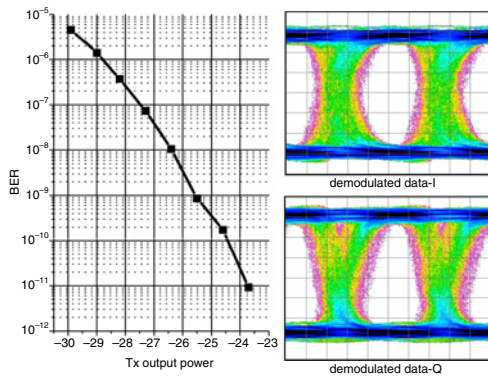 10⁻⁵
10⁻⁶
10⁻⁷
10⁻⁸
10⁻⁹
10⁻¹⁰
10⁻¹¹
10⁻¹²
BER
−30 −29 −28 −27 −26 −25 −24 −23
Tx output power
demodulated data-I
demodulated data-Q